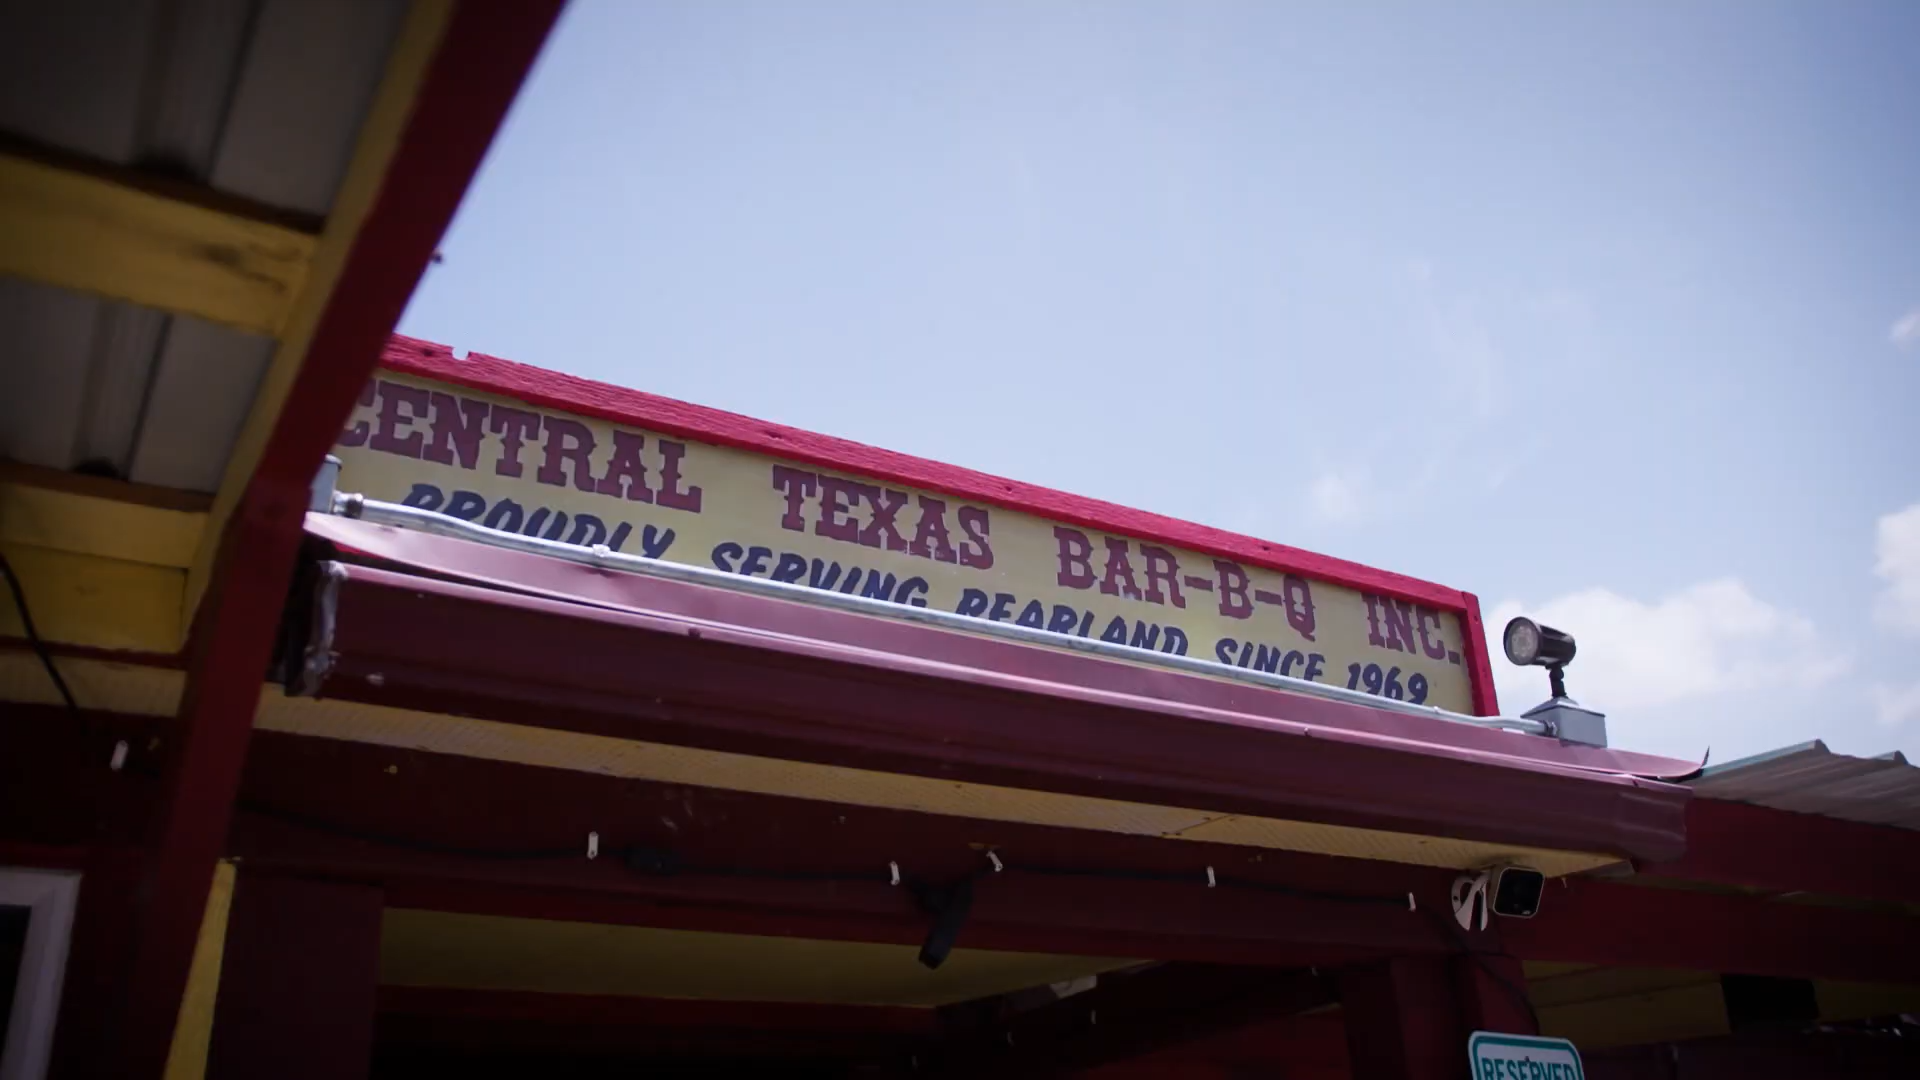 CENTRAL TEXAS BAR-B-Q INC.
PROUDLY SERVING PEARLAND SINCE 1969
RESERVED